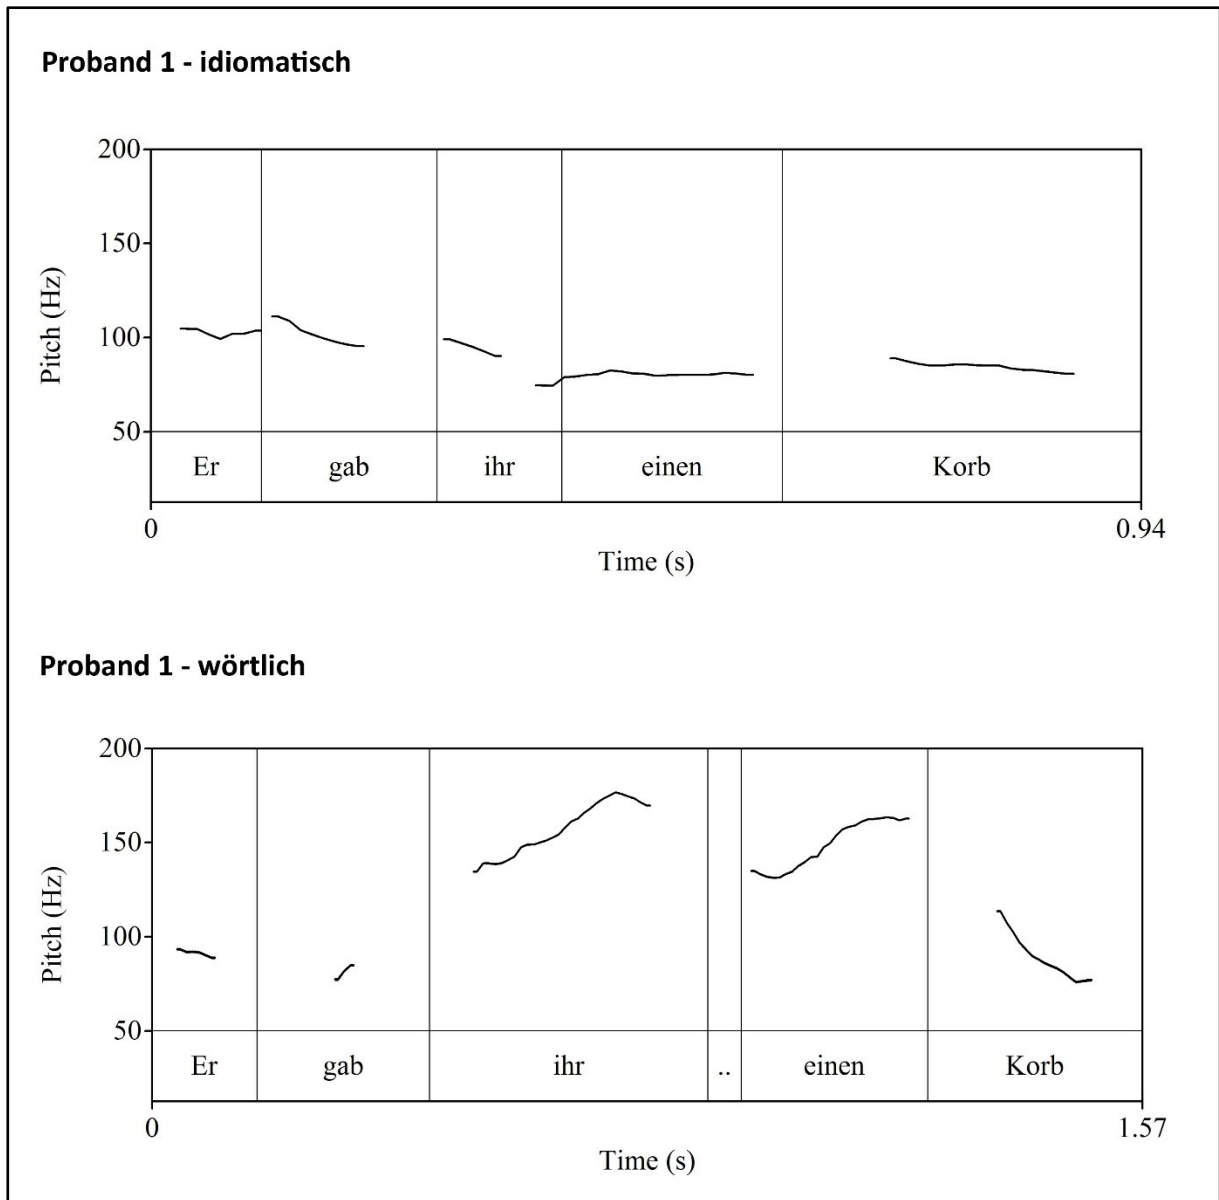 Proband 1 - idiomatisch
200
150
100
50
Pitch (Hz)
Er gab ihr einen Korb
0 0.94
Time (s)
Proband 1 - wörtlich
200
150
100
50
Pitch (Hz)
Er gab ihr .. einen Korb
0 1.57
Time (s)